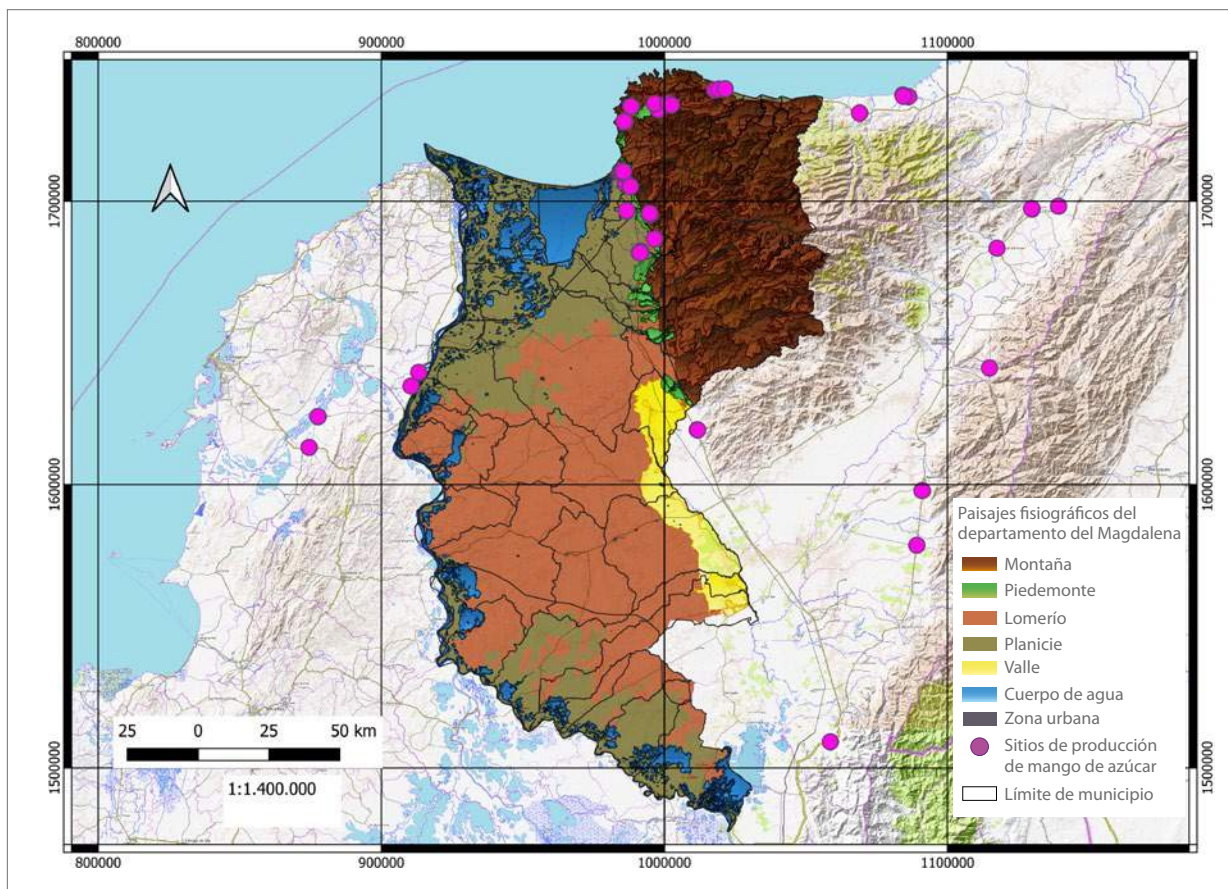 800000
900000
1000000
1100000
1700000
1700000
1600000
1600000
Paisajes fisiográficos del
departamento del Magdalena
Montaña
Piedemonte
Lomerío
Planicie
Valle
Cuerpo de agua
Zona urbana
Sitios de producción
de mango de azúcar
Límite de municipio
25 0 25 50 km
1:1.400.000
1500000
1500000
800000
900000
1000000
1100000